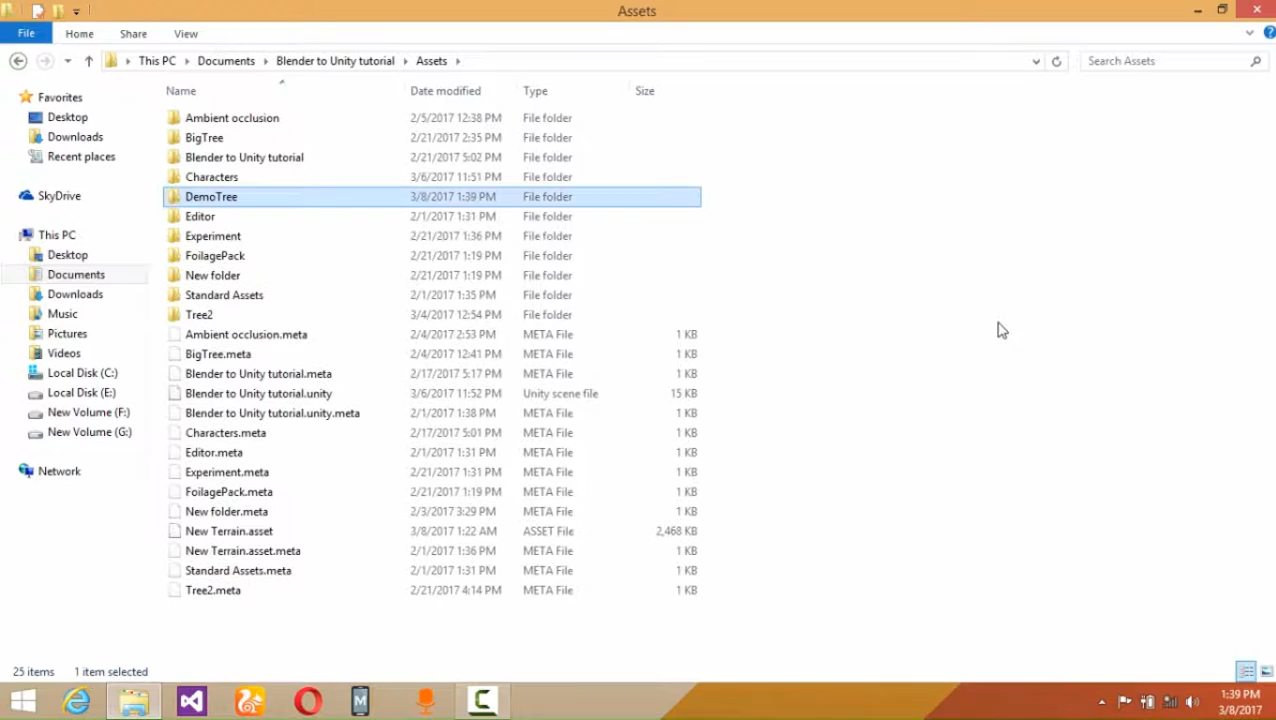 Assets
File Home Share View
This PC Documents Blender to Unity tutorial Assets Search Assets
Name Date modified Type Size
Favorites
Desktop
Downloads
Recent places
SkyDrive
This PC
Desktop
Documents
Downloads
Music
Pictures
Videos
Local Disk (C:)
Local Disk (E:)
New Volume (F:)
New Volume (G:)
Network
Ambient occlusion 2/5/2017 12:38 PM File folder
BigTree 2/21/2017 2:35 PM File folder
Blender to Unity tutorial 2/21/2017 5:02 PM File folder
Characters 3/6/2017 11:51 PM File folder
DemoTree 3/8/2017 1:39 PM File folder
Editor 2/1/2017 1:31 PM File folder
Experiment 2/21/2017 1:36 PM File folder
FoilagePack 2/21/2017 1:19 PM File folder
New folder 2/21/2017 1:19 PM File folder
Standard Assets 2/1/2017 1:35 PM File folder
Tree2 3/4/2017 12:54 PM File folder
Ambient occlusion.meta 2/4/2017 2:53 PM META File 1 KB
BigTree.meta 2/4/2017 12:41 PM META File 1 KB
Blender to Unity tutorial.meta 2/17/2017 5:17 PM META File 1 KB
Blender to Unity tutorial.unity 3/6/2017 11:52 PM Unity scene file 15 KB
Blender to Unity tutorial.unity.meta 2/1/2017 1:38 PM META File 1 KB
Characters.meta 2/17/2017 5:01 PM META File 1 KB
Editor.meta 2/1/2017 1:31 PM META File 1 KB
Experiment.meta 2/21/2017 1:31 PM META File 1 KB
FoilagePack.meta 2/21/2017 1:19 PM META File 1 KB
New folder.meta 2/3/2017 3:29 PM META File 1 KB
New Terrain.asset 3/8/2017 1:22 AM ASSET File 2,468 KB
New Terrain.asset.meta 2/1/2017 1:36 PM META File 1 KB
Standard Assets.meta 2/1/2017 1:31 PM META File 1 KB
Tree2.meta 2/21/2017 4:14 PM META File 1 KB
25 items 1 item selected
1:39 PM
3/8/2017